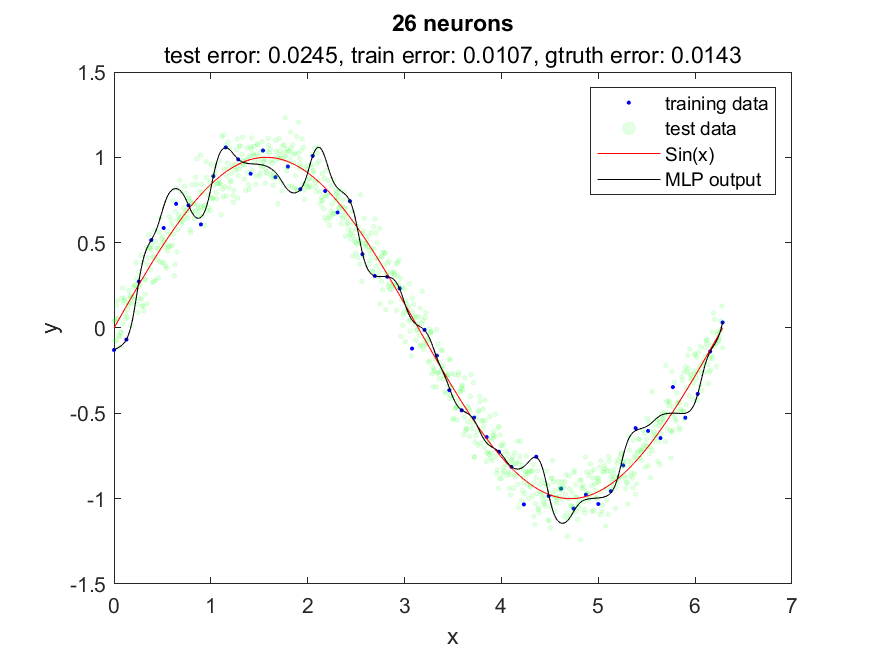 26 neurons
test error: 0.0245, train error: 0.0107, gtruth error: 0.0143
1.5
training data
test data
Sin(x)
MLP output
1
0.5
y
0
-0.5
-1
-1.5
0 1 2 3 4 5 6 7
x